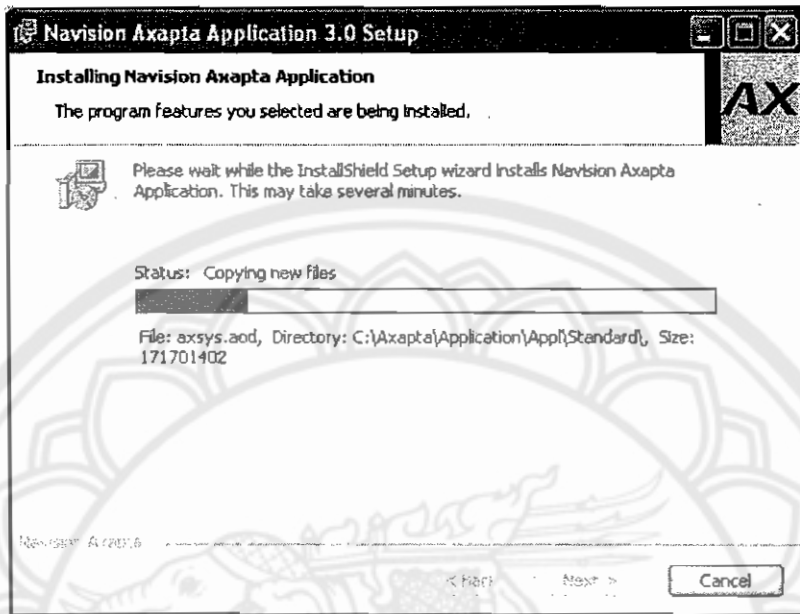 Navision Axapta Application 3.0 Setup
Installing Navision Axapta Application
The program features you selected are being installed.
AX
Please wait while the InstallShield Setup wizard installs Navision Axapta
Application. This may take several minutes.
Status: Copying new files
File: axsys.aod, Directory: C:\Axapta\Application\Appl\Standard\, Size:
171701402
Navision Axapta
< Back Next > Cancel